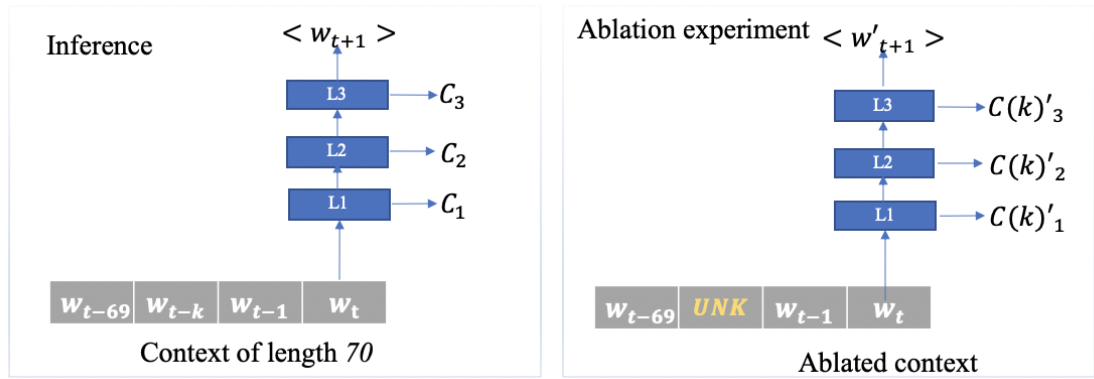 Inference
< w_{t+1} >
L3
C_3
L2
C_2
L1
C_1
w_{t-69} w_{t-k} w_{t-1} w_t
Context of length 70
Ablation experiment
< w'_{t+1} >
L3
C(k)'_3
L2
C(k)'_2
L1
C(k)'_1
w_{t-69} UNK w_{t-1} w_t
Ablated context